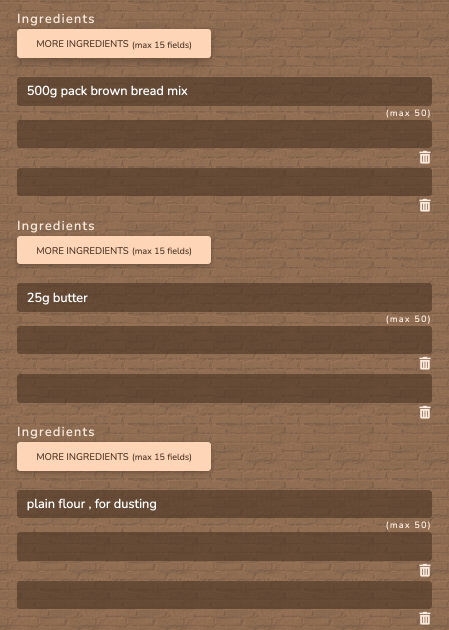 Ingredients
MORE INGREDIENTS (max 15 fields)
500g pack brown bread mix
(max 50)
Ingredients
MORE INGREDIENTS (max 15 fields)
25g butter
(max 50)
Ingredients
MORE INGREDIENTS (max 15 fields)
plain flour , for dusting
(max 50)